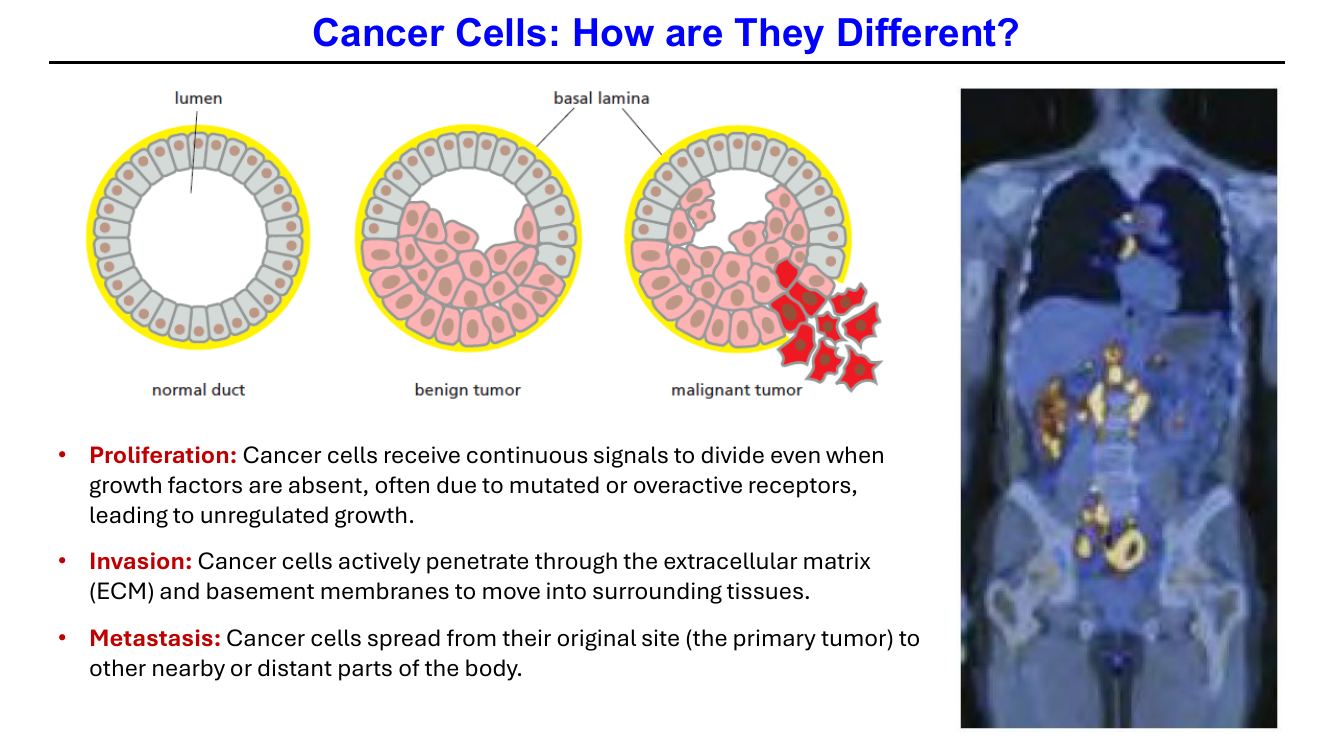 Cancer Cells: How are They Different?
lumen
basal lamina
normal duct
benign tumor
malignant tumor
• Proliferation: Cancer cells receive continuous signals to divide even when
growth factors are absent, often due to mutated or overactive receptors,
leading to unregulated growth.
• Invasion: Cancer cells actively penetrate through the extracellular matrix
(ECM) and basement membranes to move into surrounding tissues.
• Metastasis: Cancer cells spread from their original site (the primary tumor) to
other nearby or distant parts of the body.